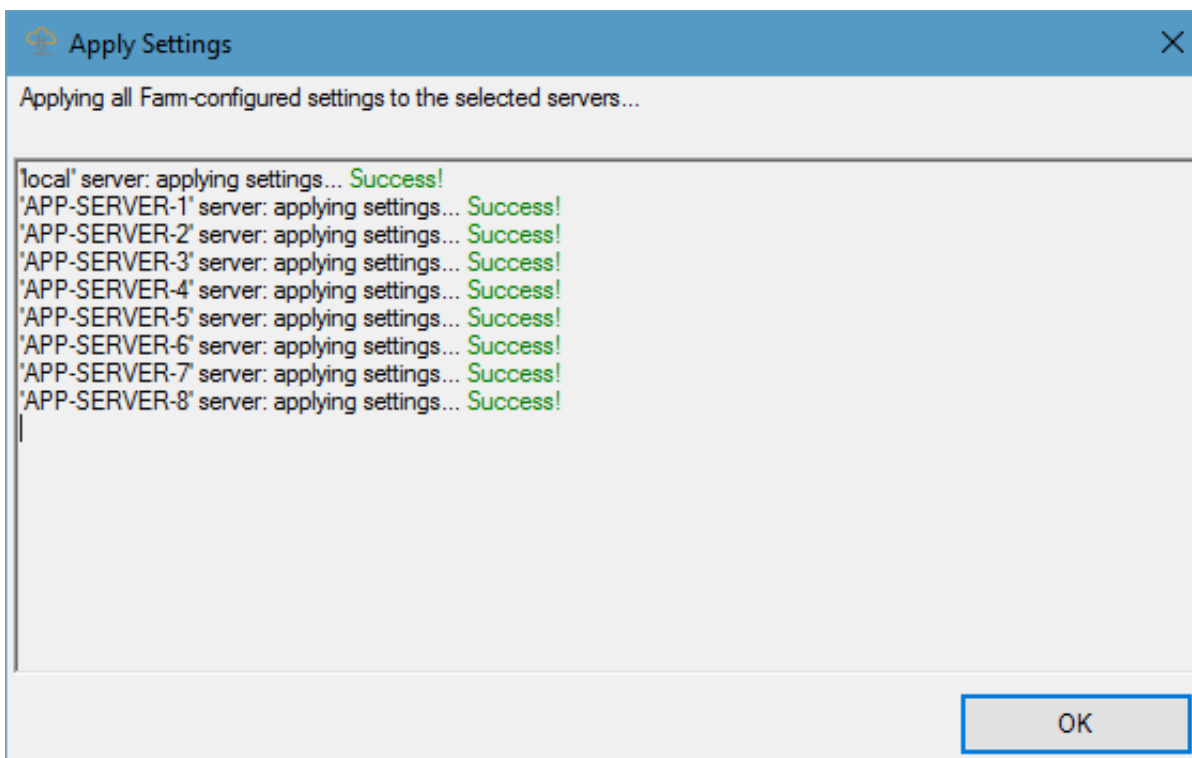 Apply Settings
Applying all Farm-configured settings to the selected servers...
'local' server: applying settings... Success!
'APP-SERVER-1' server: applying settings... Success!
'APP-SERVER-2' server: applying settings... Success!
'APP-SERVER-3' server: applying settings... Success!
'APP-SERVER-4' server: applying settings... Success!
'APP-SERVER-5' server: applying settings... Success!
'APP-SERVER-6' server: applying settings... Success!
'APP-SERVER-7' server: applying settings... Success!
'APP-SERVER-8' server: applying settings... Success!
OK